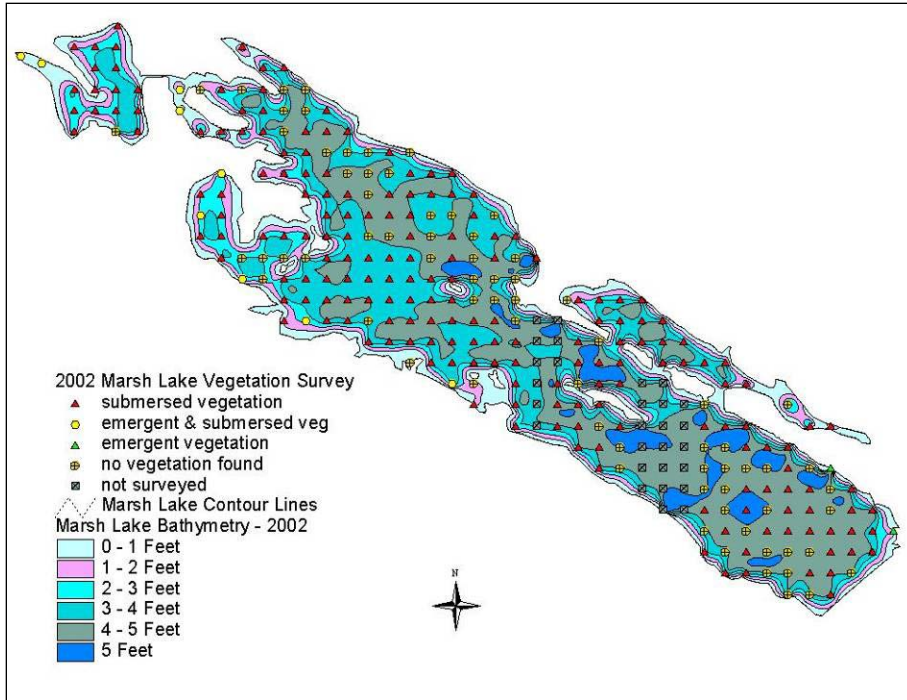 2002 Marsh Lake Vegetation Survey
submersed vegetation
emergent & submersed veg
emergent vegetation
no vegetation found
not surveyed
Marsh Lake Contour Lines
Marsh Lake Bathymetry - 2002
0 - 1 Feet
1 - 2 Feet
2 - 3 Feet
3 - 4 Feet
4 - 5 Feet
5 Feet
N